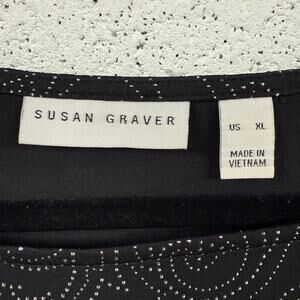 SUSAN GRAVER
US XL
MADE IN
VIETNAM